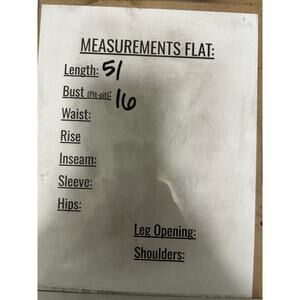 MEASUREMENTS FLAT:
Length: 51
Bust (Pit-pit): 16
Waist:
Rise
Inseam:
Sleeve:
Hips:
Leg Opening:
Shoulders: